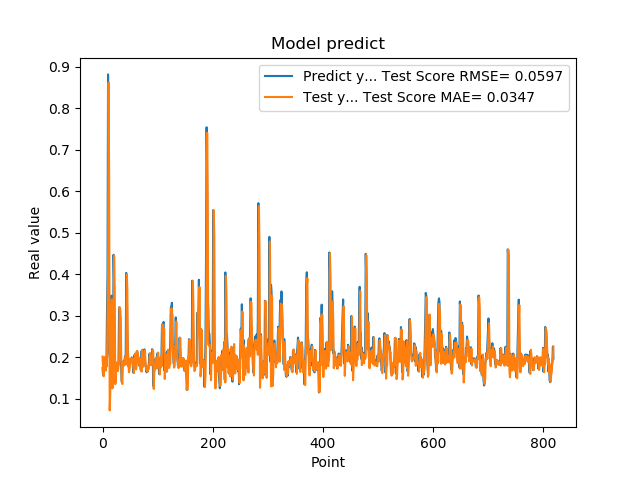 Model predict
Predict y... Test Score RMSE= 0.0597
Test y... Test Score MAE= 0.0347
Real value
0.9
0.8
0.7
0.6
0.5
0.4
0.3
0.2
0.1
0
200
400
600
800
Point